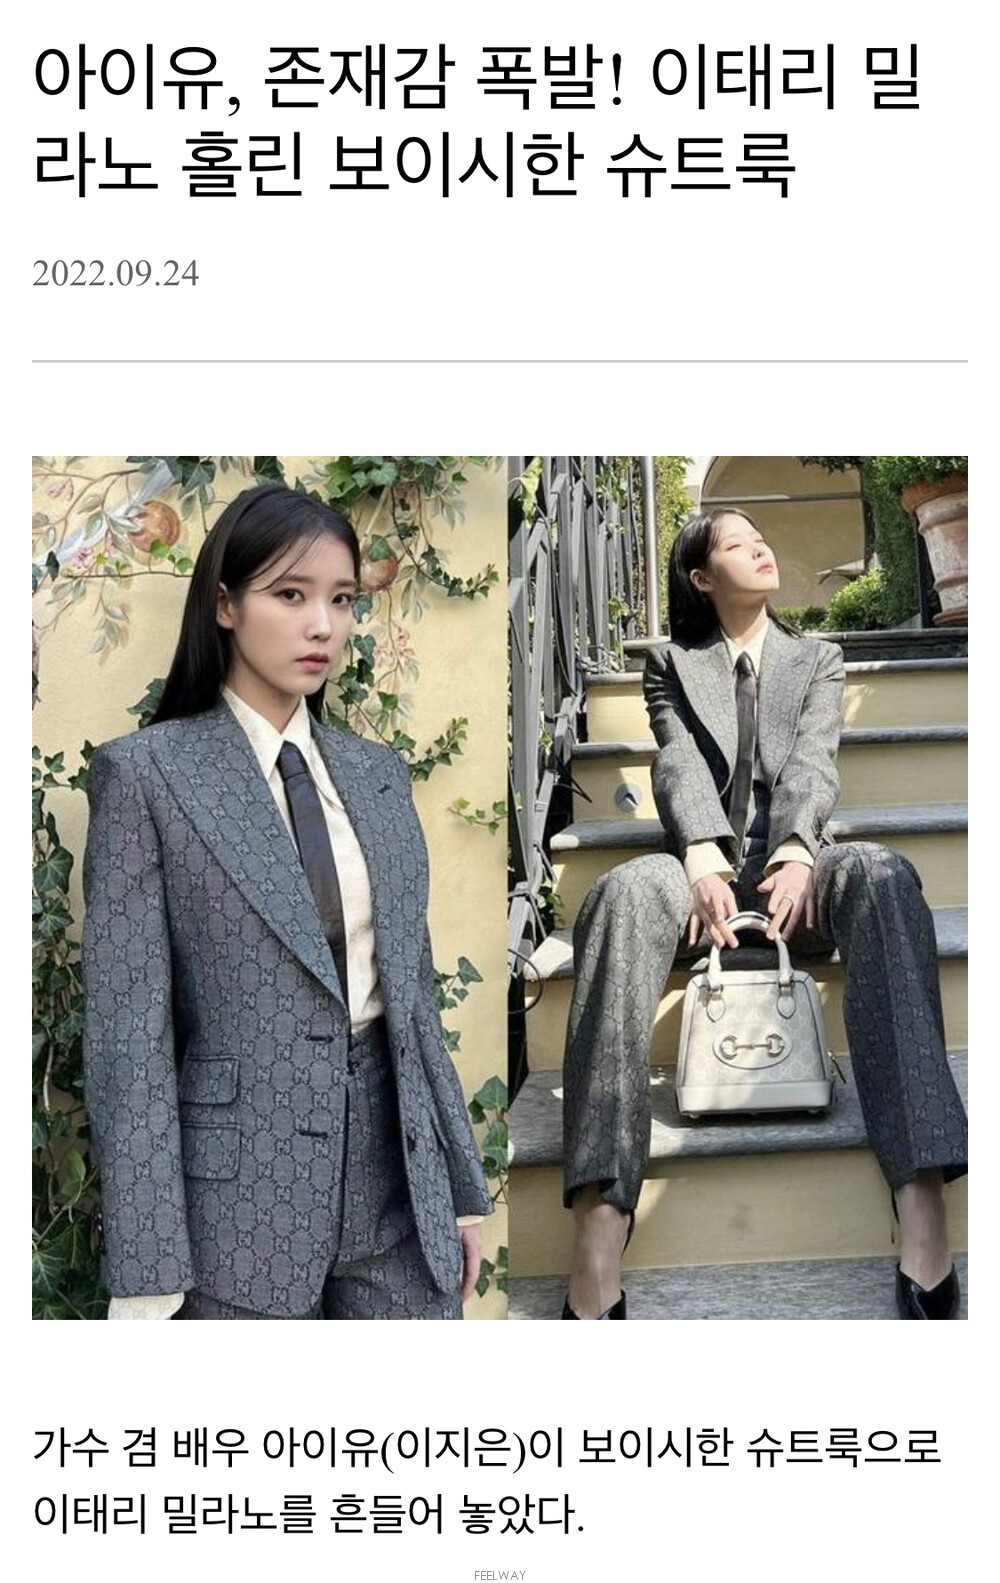 아이유, 존재감 폭발! 이태리 밀
라노 홀린 보이시한 슈트룩
2022.09.24
가수 겸 배우 아이유(이지은)이 보이시한 슈트룩으로
이태리 밀라노를 흔들어 놓았다.
FEELWAY